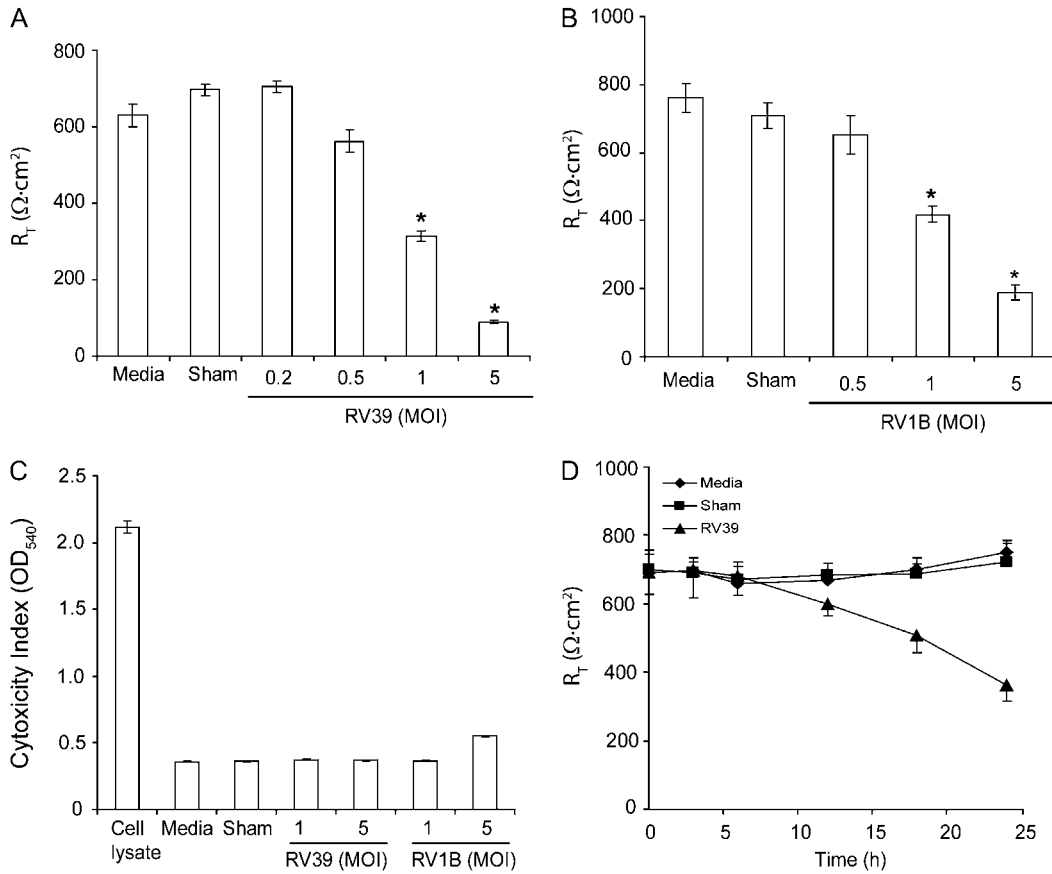 A
800
600
400
200
0
R_T (Ω·cm²)
*
*
Media Sham 0.2 0.5 1 5
RV39 (MOI)
B
1000
800
600
400
200
0
R_T (Ω·cm²)
*
*
Media Sham 0.5 1 5
RV1B (MOI)
C
2.5
2.0
1.5
1.0
0.5
0
Cytoxicity Index (OD₅₄₀)
Cell lysate Media Sham 1 5 1 5
RV39 (MOI) RV1B (MOI)
D
1000
800
600
400
200
0
R_T (Ω·cm²)
Media
Sham
RV39
0 5 10 15 20 25
Time (h)